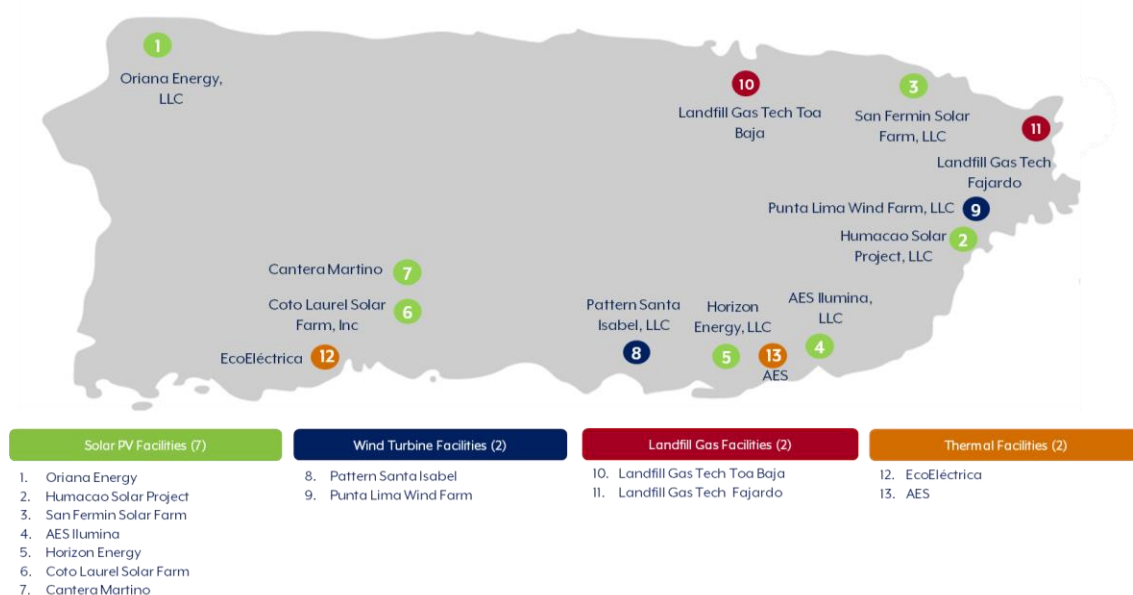 1
Oriana Energy,
LLC
10
Landfill Gas Tech Toa
Baja
3
San Fermin Solar
Farm, LLC
11
Landfill Gas Tech
Fajardo
Punta Lima Wind Farm, LLC
9
Humacao Solar
Project, LLC
2
Cantera Martino
7
Coto Laurel Solar
Farm, Inc
6
EcoEléctrica
12
Pattern Santa
Isabel, LLC
8
Horizon
Energy, LLC
5
AES Ilumina,
LLC
4
13
AES
Solar PV Facilities (7)
1. Oriana Energy
2. Humacao Solar Project
3. San Fermin Solar Farm
4. AES Ilumina
5. Horizon Energy
6. Coto Laurel Solar Farm
7. Cantera Martino
Wind Turbine Facilities (2)
8. Pattern Santa Isabel
9. Punta Lima Wind Farm
Landfill Gas Facilities (2)
10. Landfill Gas Tech Toa Baja
11. Landfill Gas Tech Fajardo
Thermal Facilities (2)
12. EcoEléctrica
13. AES